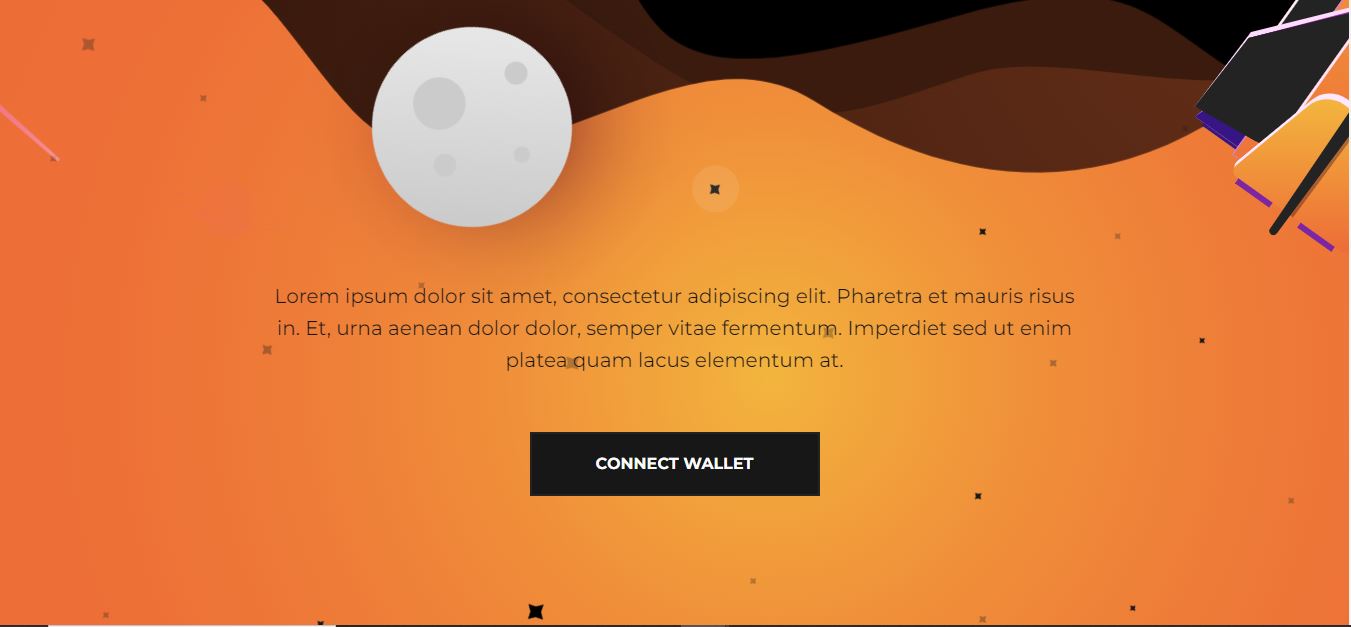 Lorem ipsum dolor sit amet, consectetur adipiscing elit. Pharetra et mauris risus
in. Et, urna aenean dolor dolor, semper vitae fermentum. Imperdiet sed ut enim
platea quam lacus elementum at.
CONNECT WALLET